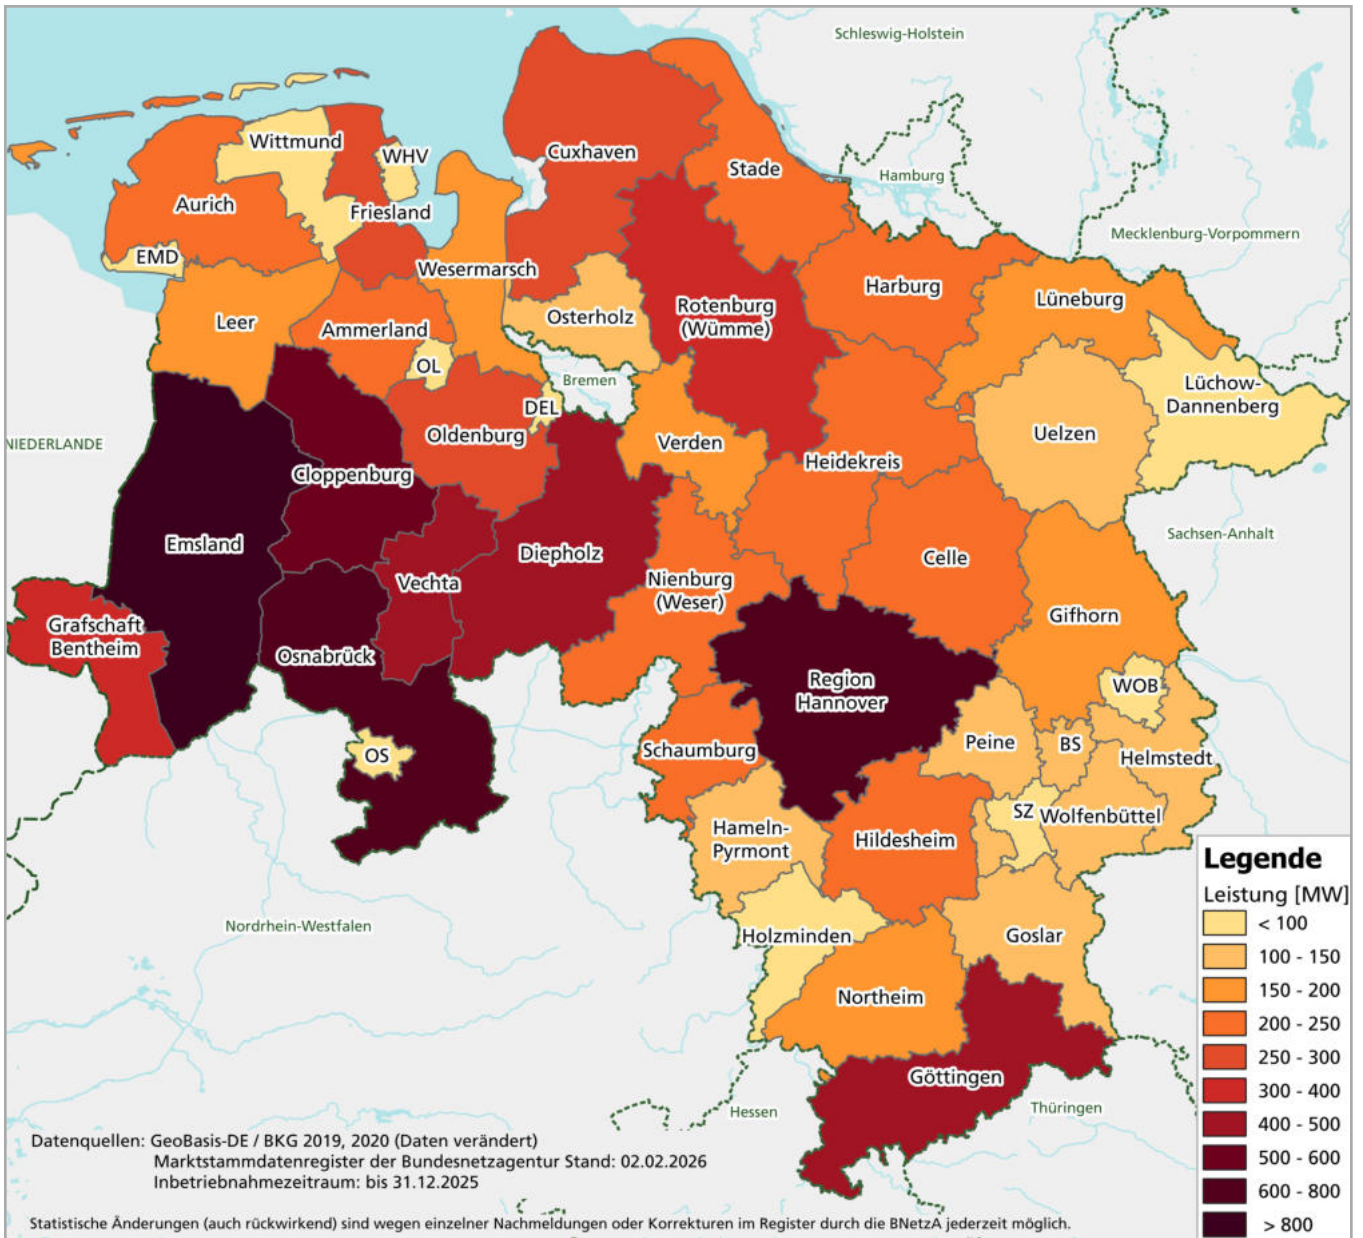 Schleswig-Holstein
Wittmund
WHV
Cuxhaven
Stade
Hamburg
Aurich
Friesland
Mecklenburg-Vorpommern
EMD
Wesermarsch
Harburg
Lüneburg
Leer
Ammerland
Osterholz
Rotenburg
(Wümme)
OL
Bremen
Lüchow-
Dannenberg
DEL
NIEDERLANDE
Oldenburg
Verden
Uelzen
Cloppenburg
Heidekreis
Emsland
Diepholz
Celle
Sachsen-Anhalt
Vechta
Nienburg
(Weser)
Gifhorn
Grafschaft
Bentheim
Osnabrück
Region
Hannover
WOB
OS
Schaumburg
Peine
BS
Helmstedt
Hameln-
Pyrmont
Hildesheim
SZ
Wolfenbüttel
Nordrhein-Westfalen
Holzminden
Goslar
Northeim
Göttingen
Hessen
Thüringen
Legende
Leistung [MW]
< 100
100 - 150
150 - 200
200 - 250
250 - 300
300 - 400
400 - 500
500 - 600
600 - 800
> 800
Datenquellen: GeoBasis-DE / BKG 2019, 2020 (Daten verändert)
Marktstammdatenregister der Bundesnetzagentur Stand: 02.02.2026
Inbetriebnahmezeitraum: bis 31.12.2025
Statistische Änderungen (auch rückwirkend) sind wegen einzelner Nachmeldungen oder Korrekturen im Register durch die BNetzA jederzeit möglich.